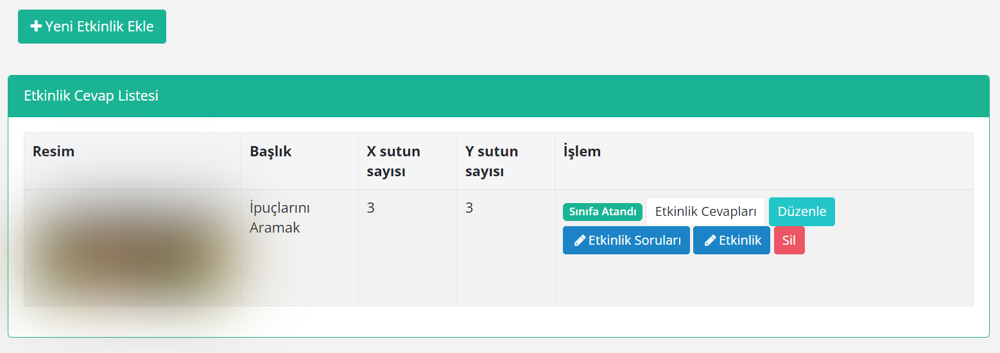 Yeni Etkinlik Ekle
Etkinlik Cevap Listesi
Resim
Başlık
X sutun
sayısı
Y sutun
sayısı
İşlem
İpuçlarını
Aramak
3
3
Sınıfa Atandı Etkinlik Cevapları Düzenle
Etkinlik Soruları Etkinlik Sil